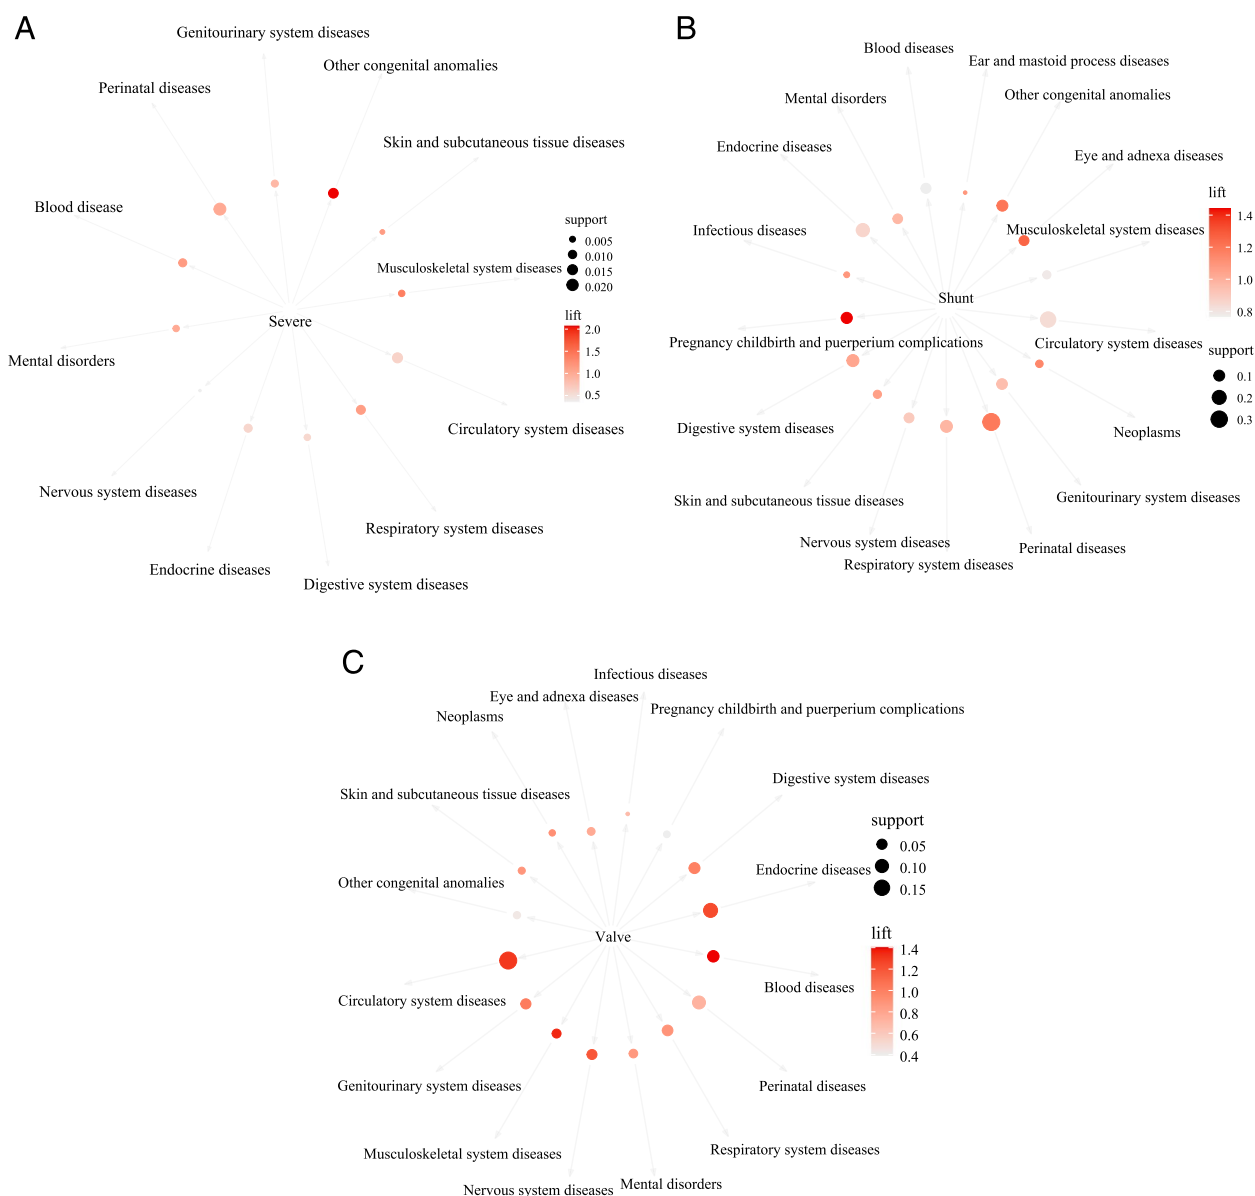 A
Genitourinary system diseases
Other congenital anomalies
Perinatal diseases
Skin and subcutaneous tissue diseases
Blood disease
Musculoskeletal system diseases
Severe
Mental disorders
Circulatory system diseases
Nervous system diseases
Respiratory system diseases
Endocrine diseases
Digestive system diseases
support
0.005
0.010
0.015
0.020
lift
2.0
1.5
1.0
0.5
B
Blood diseases
Ear and mastoid process diseases
Mental disorders
Other congenital anomalies
Endocrine diseases
Eye and adnexa diseases
Infectious diseases
Musculoskeletal system diseases
Shunt
Pregnancy childbirth and puerperium complications
Circulatory system diseases
Digestive system diseases
Neoplasms
Skin and subcutaneous tissue diseases
Genitourinary system diseases
Nervous system diseases
Perinatal diseases
Respiratory system diseases
lift
1.4
1.2
1.0
0.8
support
0.1
0.2
0.3
C
Infectious diseases
Eye and adnexa diseases
Pregnancy childbirth and puerperium complications
Neoplasms
Digestive system diseases
Skin and subcutaneous tissue diseases
Endocrine diseases
Other congenital anomalies
Valve
Blood diseases
Circulatory system diseases
Genitourinary system diseases
Perinatal diseases
Musculoskeletal system diseases
Respiratory system diseases
Nervous system diseases
Mental disorders
support
0.05
0.10
0.15
lift
1.4
1.2
1.0
0.8
0.6
0.4